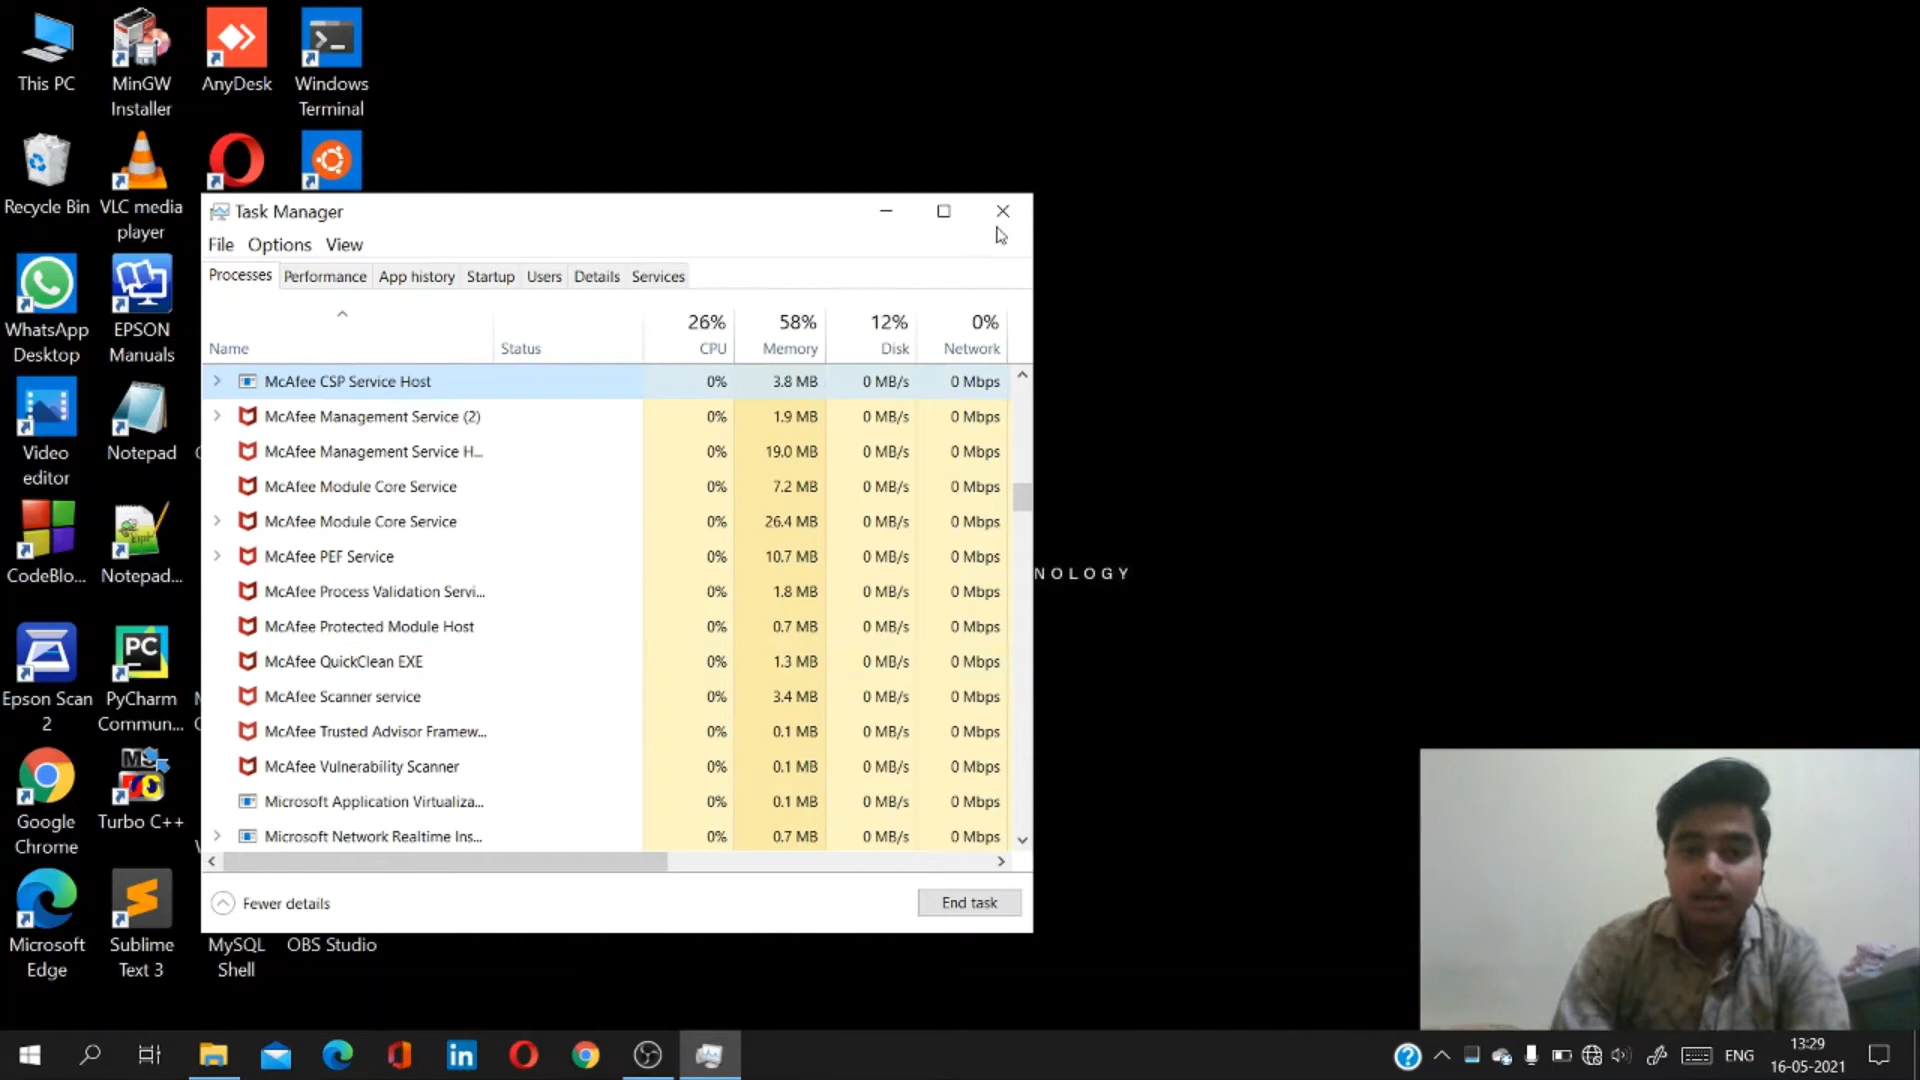 This PC
MinGW
Installer
AnyDesk
Windows
Terminal
Recycle Bin
VLC media
player
WhatsApp
Desktop
EPSON
Manuals
Video
editor
Notepad
CodeBlo...
Notepad...
Epson Scan
2
PyCharm
Commun...
Google
Chrome
Turbo C++
Microsoft
Edge
Sublime
Text 3
MySQL
Shell
OBS Studio
Task Manager
File Options View
Processes Performance App history Startup Users Details Services
26% 58% 12% 0%
Name Status CPU Memory Disk Network
McAfee CSP Service Host 0% 3.8 MB 0 MB/s 0 Mbps
McAfee Management Service (2) 0% 1.9 MB 0 MB/s 0 Mbps
McAfee Management Service H... 0% 19.0 MB 0 MB/s 0 Mbps
McAfee Module Core Service 0% 7.2 MB 0 MB/s 0 Mbps
McAfee Module Core Service 0% 26.4 MB 0 MB/s 0 Mbps
McAfee PEF Service 0% 10.7 MB 0 MB/s 0 Mbps
McAfee Process Validation Servi... 0% 1.8 MB 0 MB/s 0 Mbps
McAfee Protected Module Host 0% 0.7 MB 0 MB/s 0 Mbps
McAfee QuickClean EXE 0% 1.3 MB 0 MB/s 0 Mbps
McAfee Scanner service 0% 3.4 MB 0 MB/s 0 Mbps
McAfee Trusted Advisor Framew... 0% 0.1 MB 0 MB/s 0 Mbps
McAfee Vulnerability Scanner 0% 0.1 MB 0 MB/s 0 Mbps
Microsoft Application Virtualiza... 0% 0.1 MB 0 MB/s 0 Mbps
Microsoft Network Realtime Ins... 0% 0.7 MB 0 MB/s 0 Mbps
Fewer details End task
NOLOGY
ENG
13:29
16-05-2021